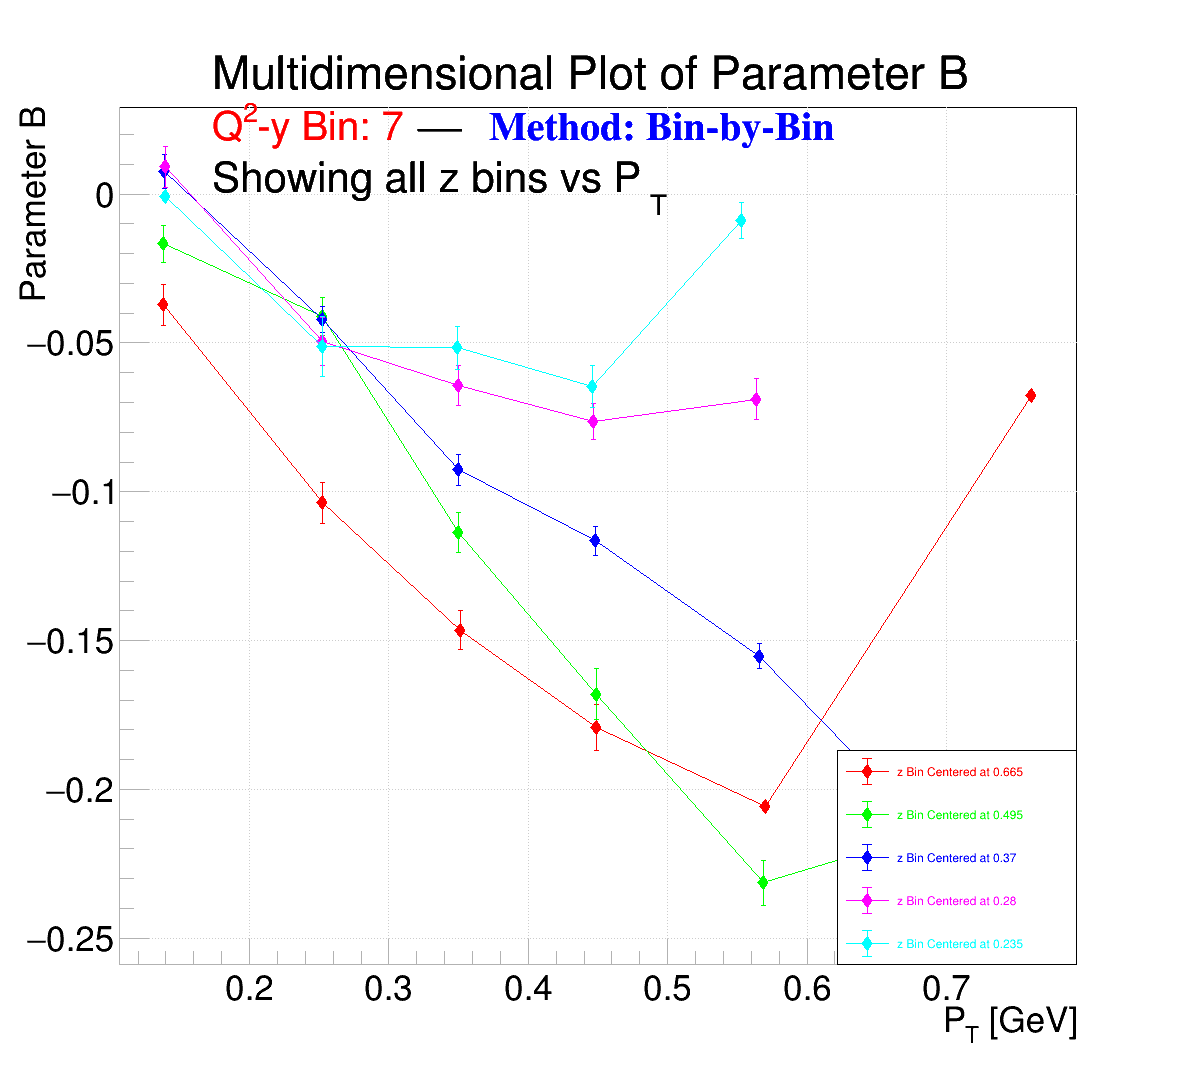 Multidimensional Plot of Parameter B
Q²-y Bin: 7 — Method: Bin-by-Bin
Showing all z bins vs P_T
Parameter B
0
−0.05
−0.1
−0.15
−0.2
−0.25
z Bin Centered at 0.665
z Bin Centered at 0.495
z Bin Centered at 0.37
z Bin Centered at 0.28
z Bin Centered at 0.235
0.2 0.3 0.4 0.5 0.6 0.7
P_T [GeV]